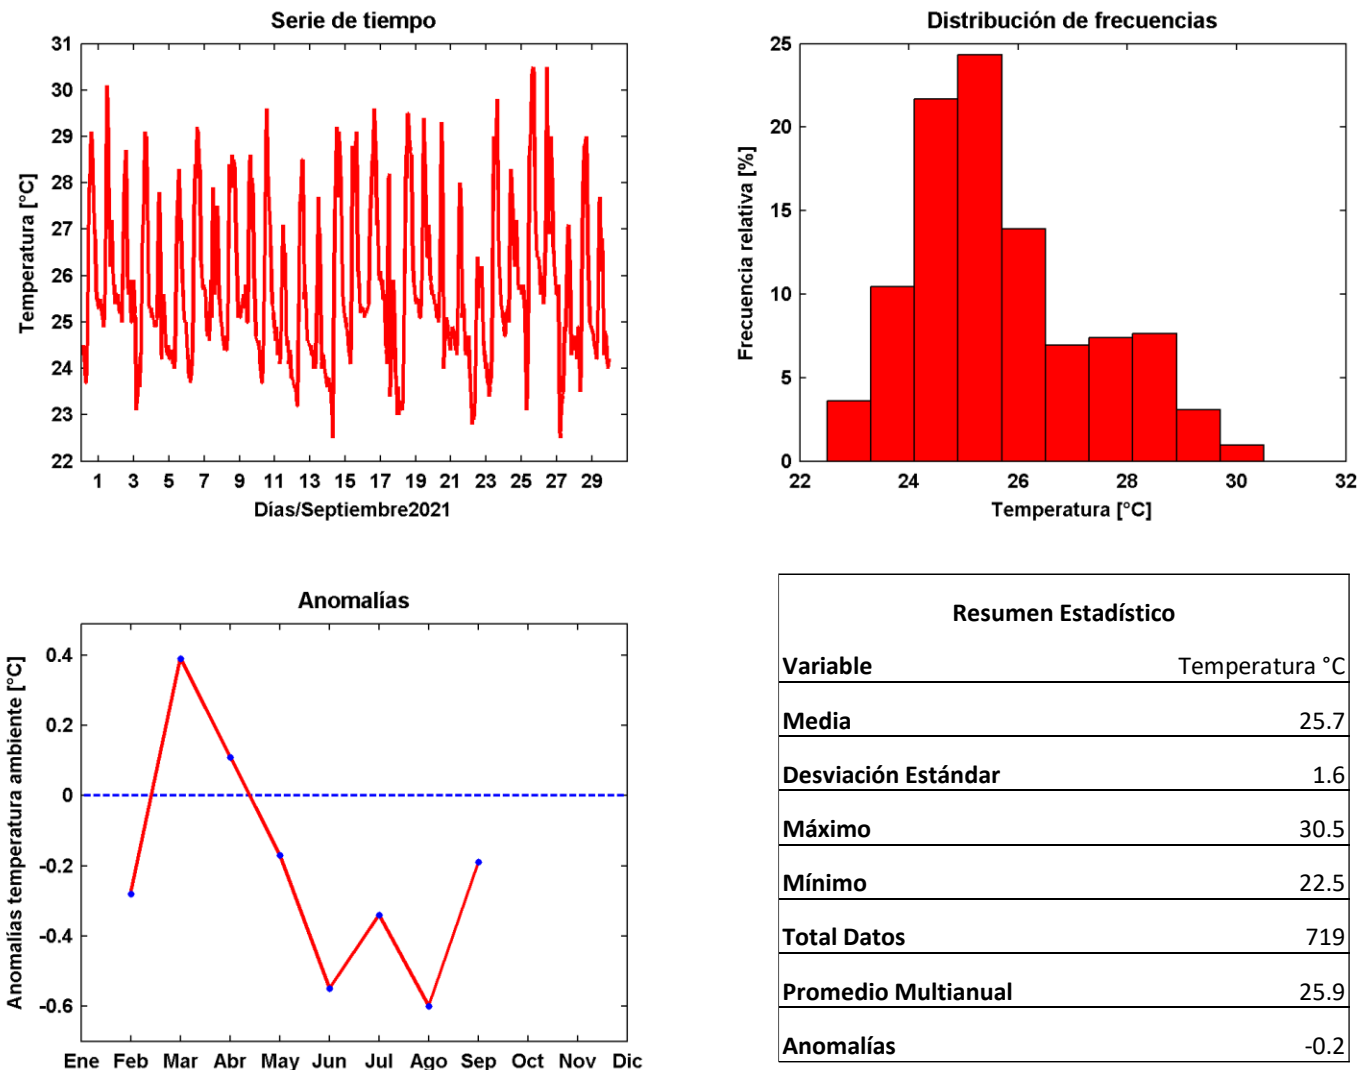 Serie de tiempo
31
30
29
28
27
26
25
24
23
22
Temperatura [°C]
1 3 5 7 9 11 13 15 17 19 21 23 25 27 29
Días/Septiembre2021
Distribución de frecuencias
25
20
15
10
5
0
Frecuencia relativa [%]
22 24 26 28 30 32
Temperatura [°C]
Anomalías
0.4
0.2
0
-0.2
-0.4
-0.6
Anomalías temperatura ambiente [°C]
Ene Feb Mar Abr May Jun Jul Ago Sep Oct Nov Dic
Resumen Estadístico
Variable Temperatura °C
Media 25.7
Desviación Estándar 1.6
Máximo 30.5
Mínimo 22.5
Total Datos 719
Promedio Multianual 25.9
Anomalías -0.2